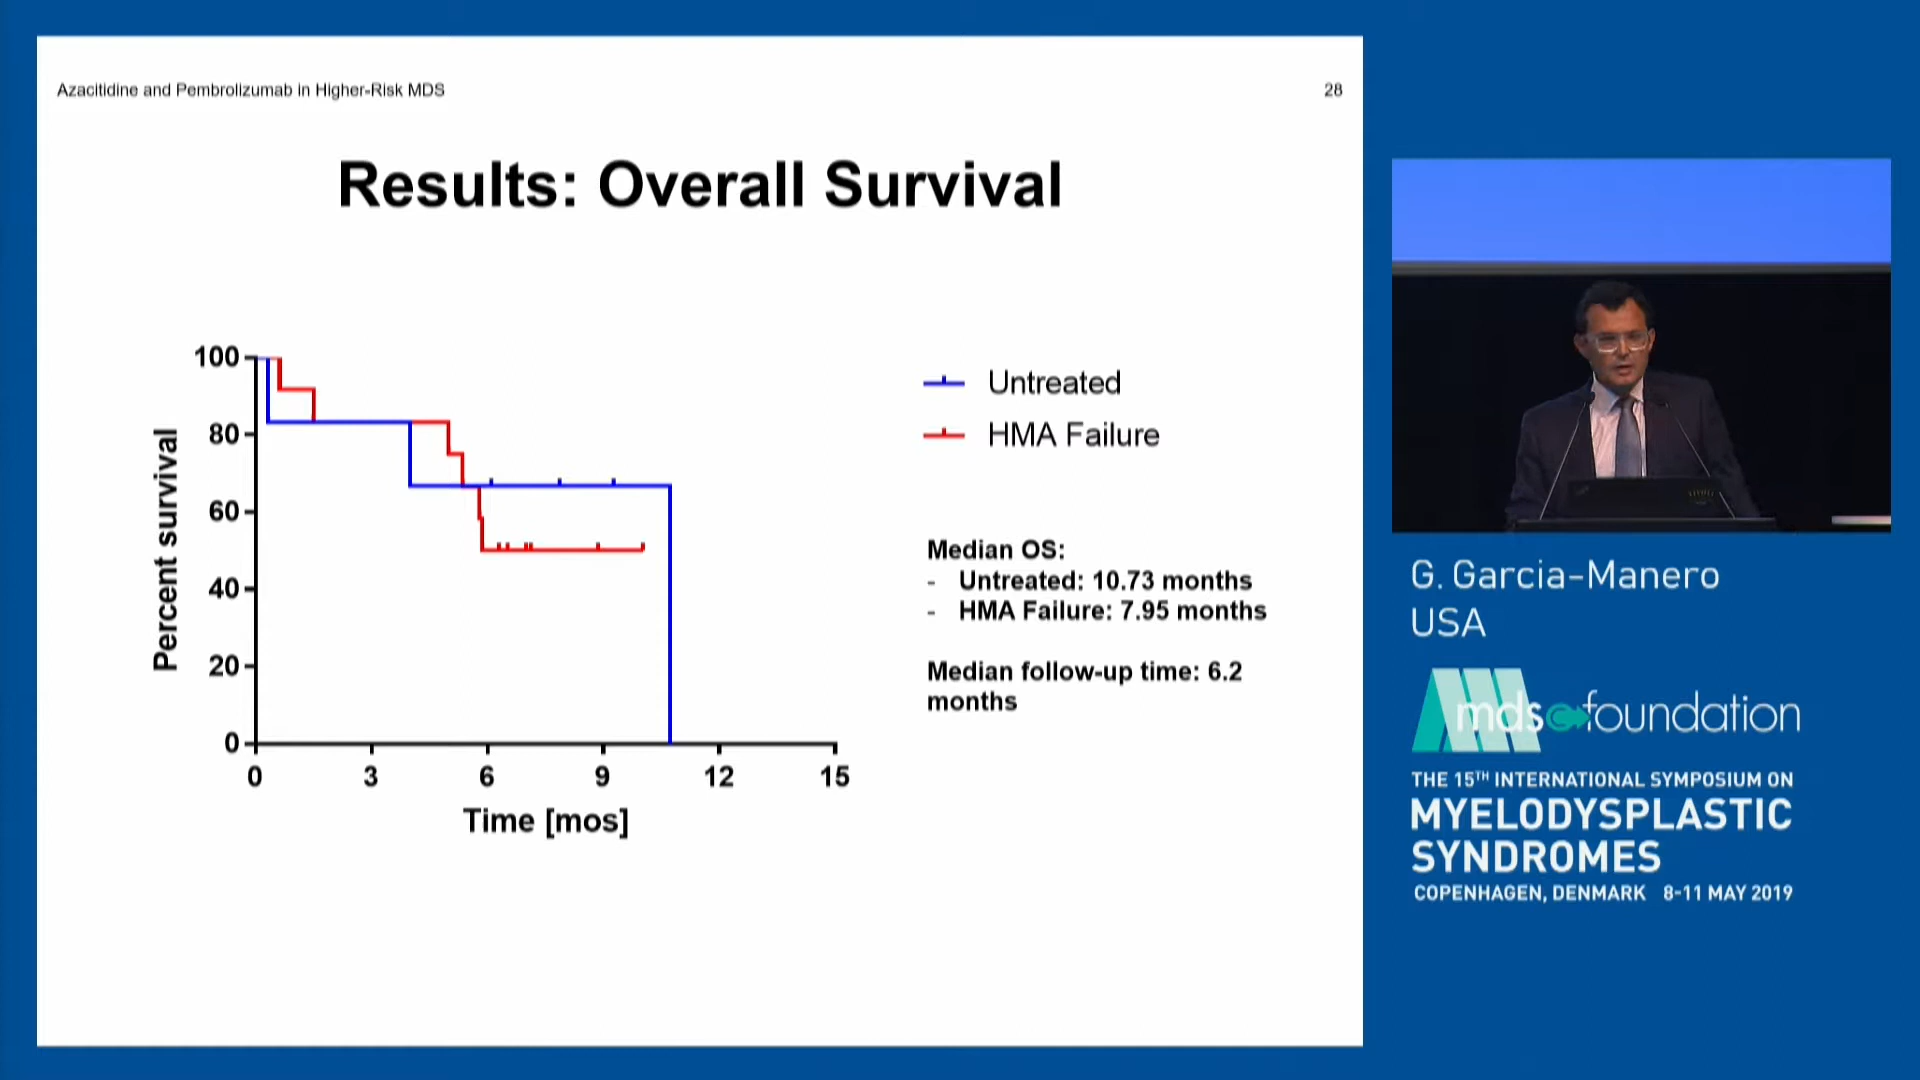 Azacitidine and Pembrolizumab in Higher-Risk MDS
28
Results: Overall Survival
100
80
60
40
20
0
Percent survival
0 3 6 9 12 15
Time [mos]
Untreated
HMA Failure
Median OS:
- Untreated: 10.73 months
- HMA Failure: 7.95 months
Median follow-up time: 6.2
months
G. Garcia-Manero
USA
mds foundation
THE 15TH INTERNATIONAL SYMPOSIUM ON
MYELODYSPLASTIC
SYNDROMES
COPENHAGEN, DENMARK 8-11 MAY 2019